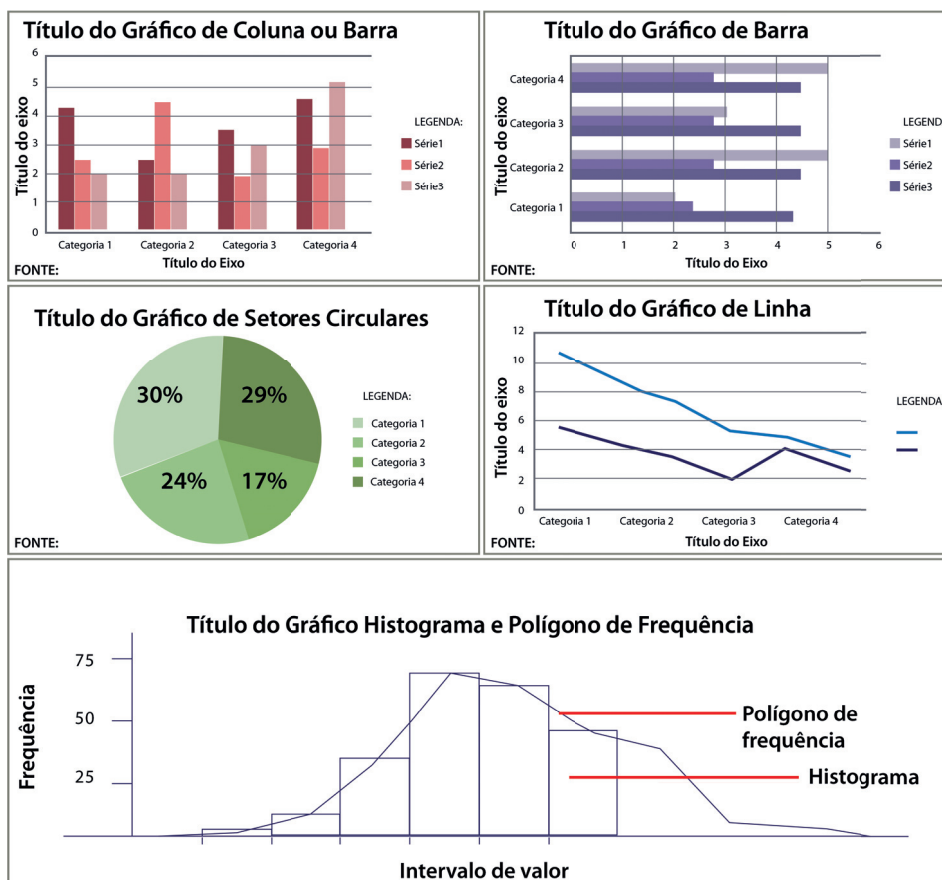 Título do Gráfico de Coluna ou Barra
6
5
4
3
2
1
0
Título do eixo
Categoria 1
Categoria 2
Categoria 3
Categoria 4
Título do Eixo
LEGENDA:
Série1
Série2
Série3
FONTE:
Título do Gráfico de Barra
Título do eixo
Categoria 4
Categoria 3
Categoria 2
Categoria 1
0
1
2
3
4
5
6
Título do Eixo
LEGEND
Série1
Série2
Série3
FONTE:
Título do Gráfico de Setores Circulares
30%
29%
24%
17%
LEGENDA:
Categoria 1
Categoria 2
Categoria 3
Categoria 4
FONTE:
Título do Gráfico de Linha
12
10
8
6
4
2
0
Título do eixo
Categoia 1
Categoria 2
Categoria 3
Categoria 4
Título do Eixo
LEGENDA
FONTE:
Título do Gráfico Histograma e Polígono de Frequência
75
50
25
Frequência
Polígono de
frequência
Histograma
Intervalo de valor